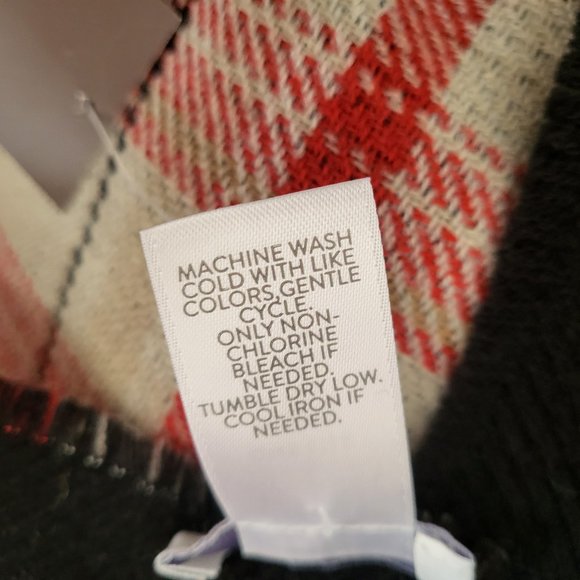 MACHINE WASH
COLD WITH LIKE
COLORS,GENTLE
CYCLE.
ONLY NON-
CHLORINE
BLEACH IF
NEEDED.
TUMBLE DRY LOW.
COOL IRON IF
NEEDED.